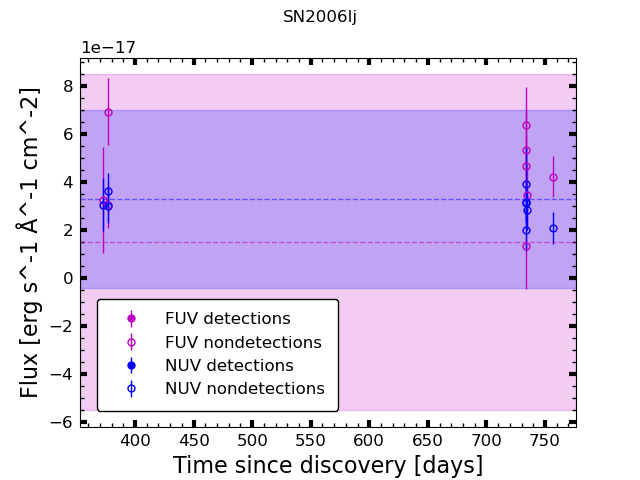 SN2006lj
1e−17
8
6
4
2
0
−2
−4
−6
Flux [erg s^-1 Å^-1 cm^-2]
FUV detections
FUV nondetections
NUV detections
NUV nondetections
400 450 500 550 600 650 700 750
Time since discovery [days]